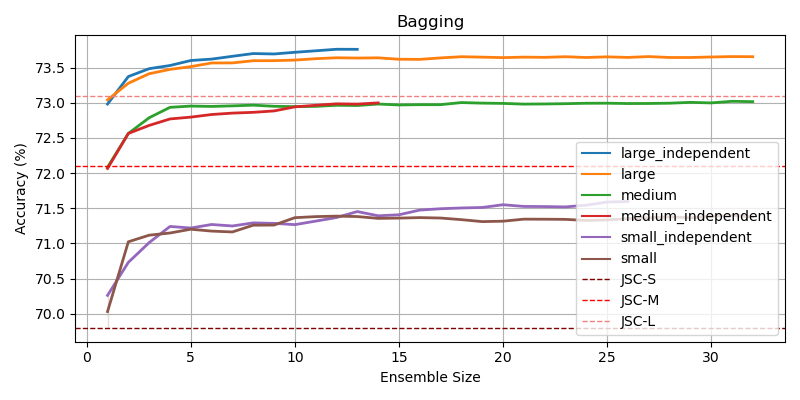 Bagging
Accuracy (%)
73.5
73.0
72.5
72.0
71.5
71.0
70.5
70.0
large_independent
large
medium
medium_independent
small_independent
small
JSC-S
JSC-M
JSC-L
0 5 10 15 20 25 30
Ensemble Size